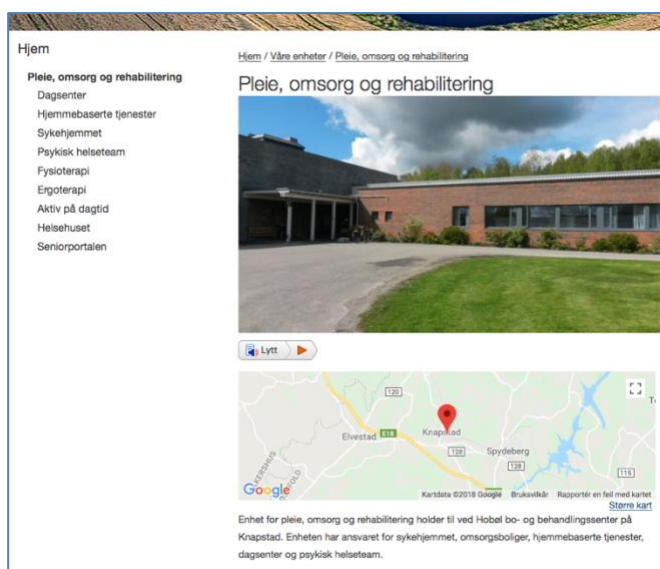 Hjem
Pleie, omsorg og rehabilitering
Dagsenter
Hjemmebaserte tjenester
Sykehjemmet
Psykisk helseteam
Fysioterapi
Ergoterapi
Aktiv på dagtid
Helsehuset
Seniorportalen
Hjem / Våre enheter / Pleie, omsorg og rehabilitering
Pleie, omsorg og rehabilitering
Lytt
120
Elvestad
E18
Knapstad
128
Spydeberg
128
115
Google
Kartdata ©2018 Google Bruksvilkår Rapportér en feil med kartet
Større kart
Enhet for pleie, omsorg og rehabilitering holder til ved Hobøl bo- og behandlingssenter på
Knapstad. Enheten har ansvaret for sykehjemmet, omsorgsboliger, hjemmebaserte tjenester,
dagsenter og psykisk helseteam.